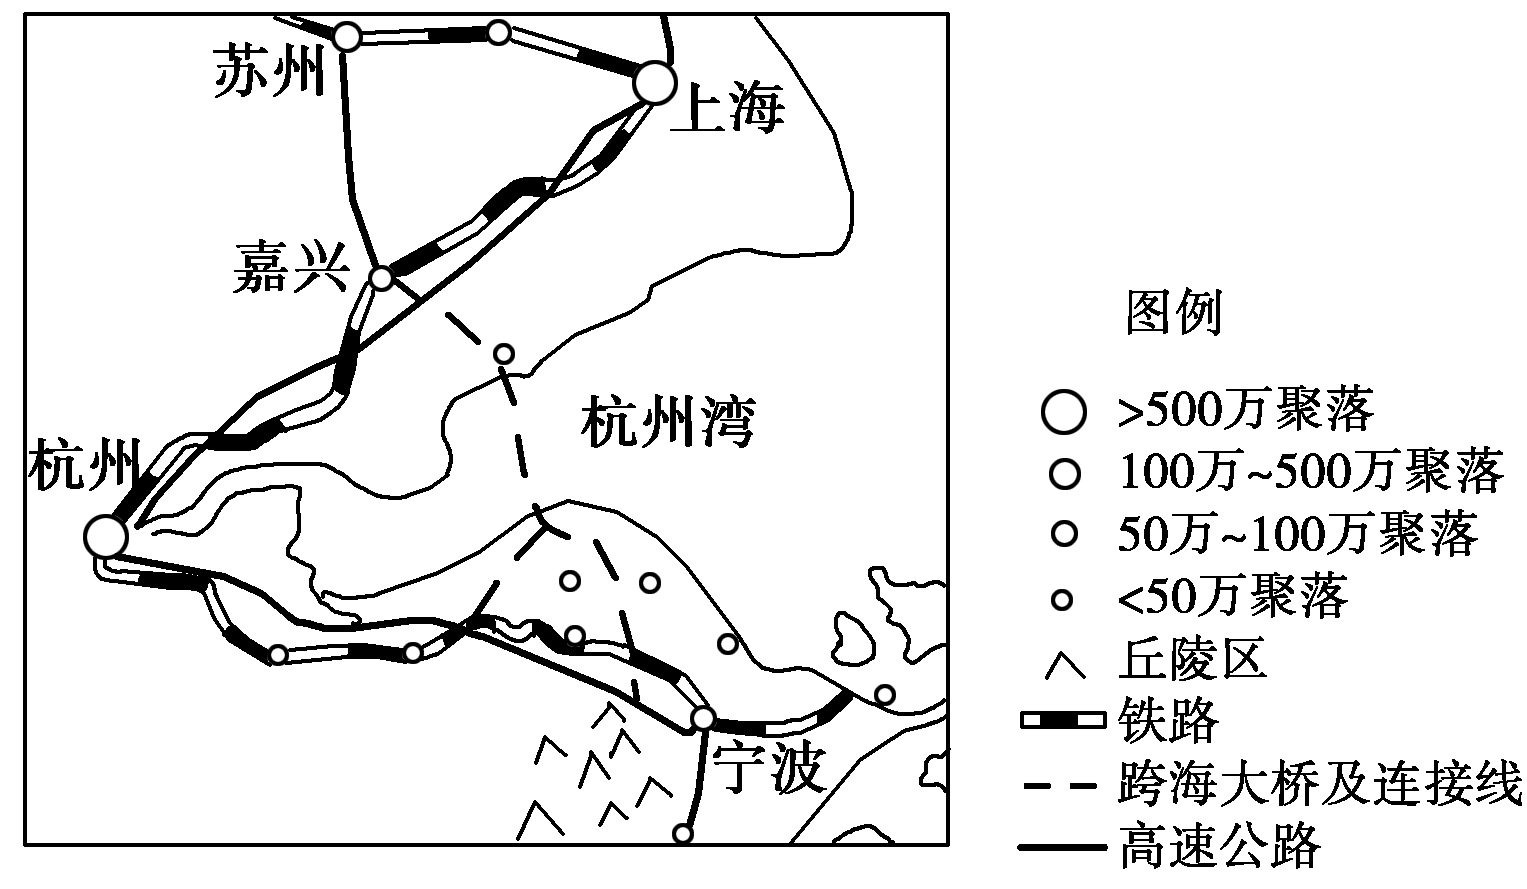 苏州
上海
嘉兴
杭州湾
杭州
宁波
图例
>500万聚落
100万~500万聚落
50万~100万聚落
<50万聚落
丘陵区
铁路
跨海大桥及连接线
高速公路